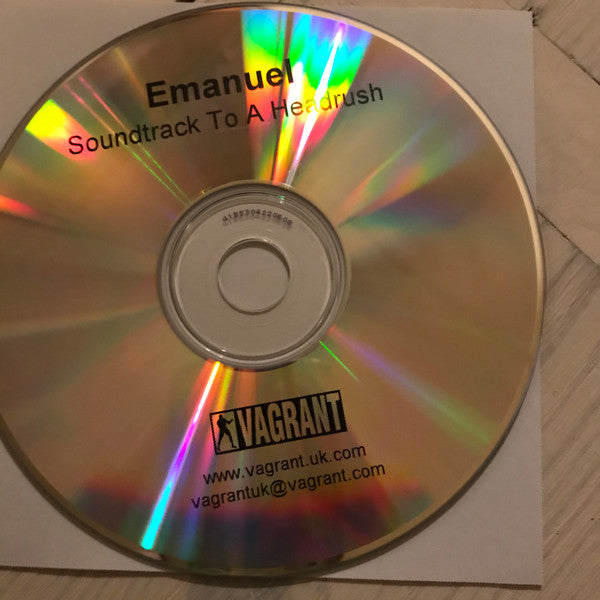 Emanuel
Soundtrack To A Headrush
VAGRANT
www.vagrant.uk.com
vagrantuk@vagrant.com